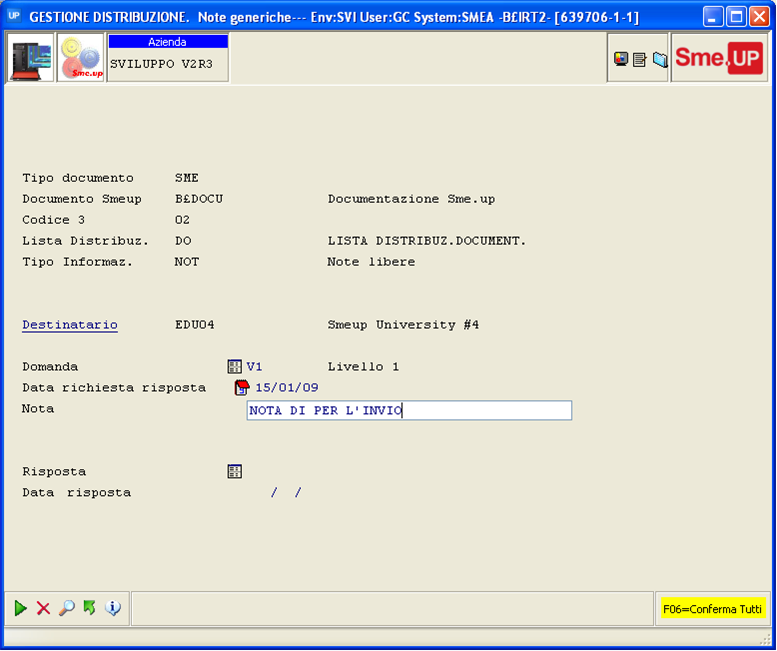 UP GESTIONE DISTRIBUZIONE. Note generiche--- Env:SVI User:GC System:SMEA -B£IRT2- [639706-1-1]
Sme.up
Azienda
SVILUPPO V2R3
Sme.UP
Tipo documento SME
Documento Smeup B£DOCU Documentazione Sme.up
Codice 3 02
Lista Distribuz. DO LISTA DISTRIBUZ.DOCUMENT.
Tipo Informaz. NOT Note libere
Destinatario EDU04 Smeup University #4
Domanda V1 Livello 1
Data richiesta risposta 15/01/09
Nota NOTA DI PER L'INVIO
Risposta
Data risposta / /
F06=Conferma Tutti